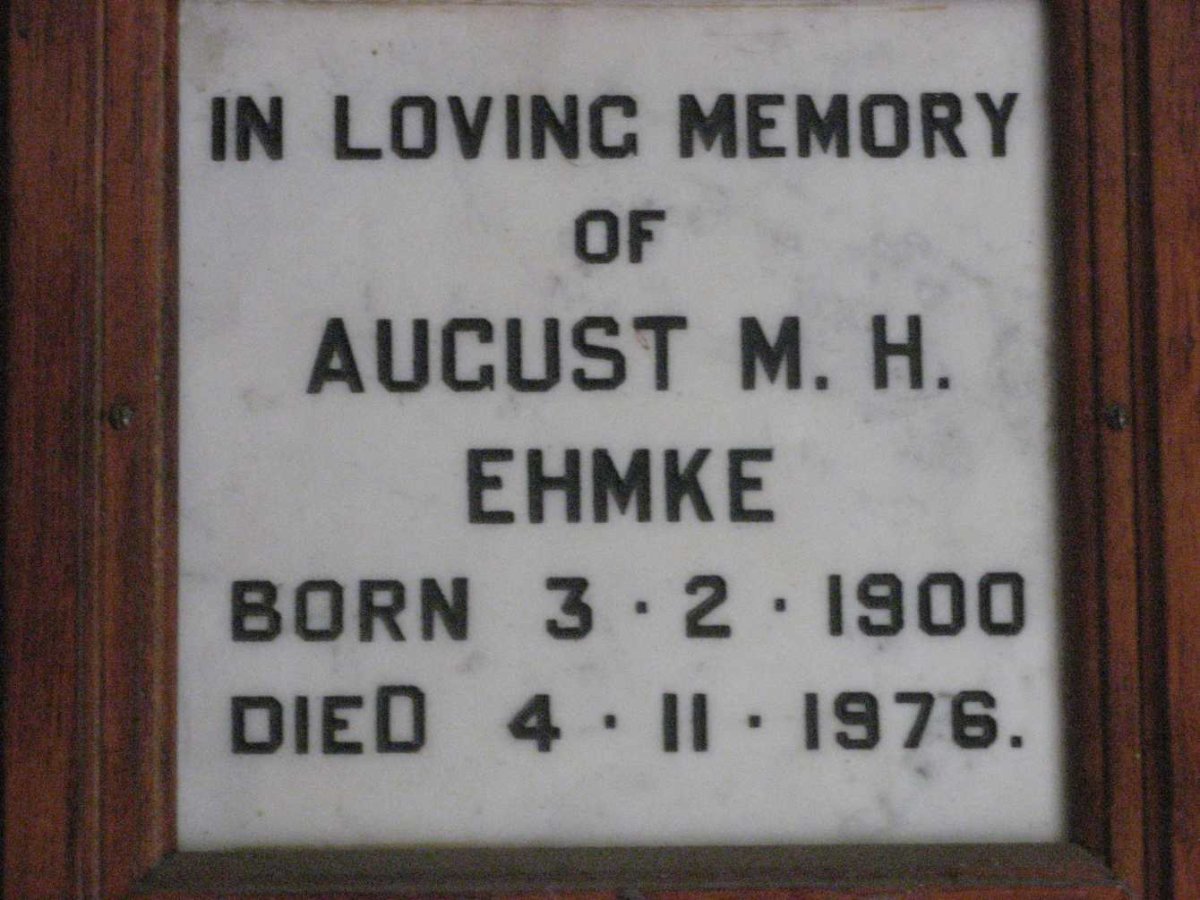 IN LOVING MEMORY
OF
AUGUST M. H.
EHMKE
BORN 3·2·1900
DIED 4·11·1976.